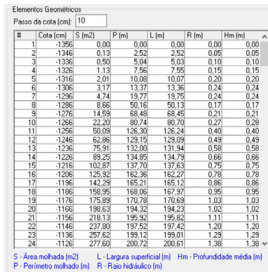 Elementos Geométricos
Passo da cota (cm): 10
# Cota (cm) S (m2) P (m) L (m) R (m) Hm (m)
1 -1356 0,00 0,00 0,00 0,00 0,00
2 -1346 0,13 2,52 2,52 0,05 0,05
3 -1336 0,50 5,04 5,03 0,10 0,10
4 -1326 1,13 7,56 7,55 0,15 0,15
5 -1316 2,01 10,08 10,07 0,20 0,20
6 -1306 3,17 13,37 13,36 0,24 0,24
7 -1296 4,74 19,77 19,75 0,24 0,24
8 -1286 8,66 50,16 50,13 0,17 0,17
9 -1276 14,59 68,48 68,45 0,21 0,21
10 -1266 22,20 80,74 80,70 0,27 0,28
11 -1256 50,09 126,30 126,24 0,40 0,40
12 -1246 62,86 129,15 129,09 0,49 0,49
13 -1236 75,91 132,00 131,94 0,58 0,58
14 -1226 89,25 134,85 134,79 0,66 0,66
15 -1216 102,87 137,70 137,63 0,75 0,75
16 -1206 125,92 162,36 162,27 0,78 0,78
17 -1196 142,29 165,21 165,12 0,86 0,86
18 -1186 158,95 168,06 167,97 0,95 0,95
19 -1176 175,89 170,78 170,69 1,03 1,03
20 -1166 198,63 194,32 194,23 1,02 1,02
21 -1156 218,13 195,92 195,82 1,11 1,11
22 -1146 237,80 197,52 197,42 1,20 1,20
23 -1136 257,62 199,12 199,01 1,29 1,29
24 -1126 277,60 200,72 200,61 1,38 1,38
S - Área molhada (m2) L - Largura superficial (m) Hm - Profundidade média (m)
P - Perímetro molhado (m) R - Raio hidráulico (m)